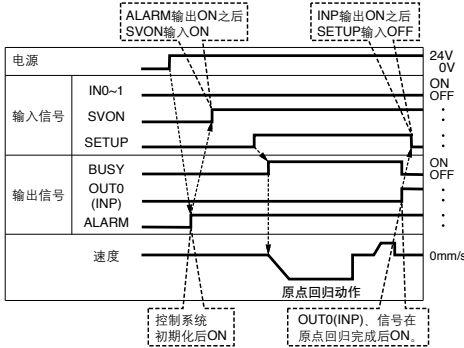 ALARM输出ON之后
SVON输入ON
INP输出ON之后
SETUP输入OFF
电源
24V
0V
输入信号
IN0~1
ON
OFF
SVON
SETUP
输出信号
BUSY
ON
OFF
OUT0
(INP)
ALARM
速度
0mm/s
原点回归动作
控制系统
初期化后ON
OUT0(INP)、信号在
原点回归完成后ON。